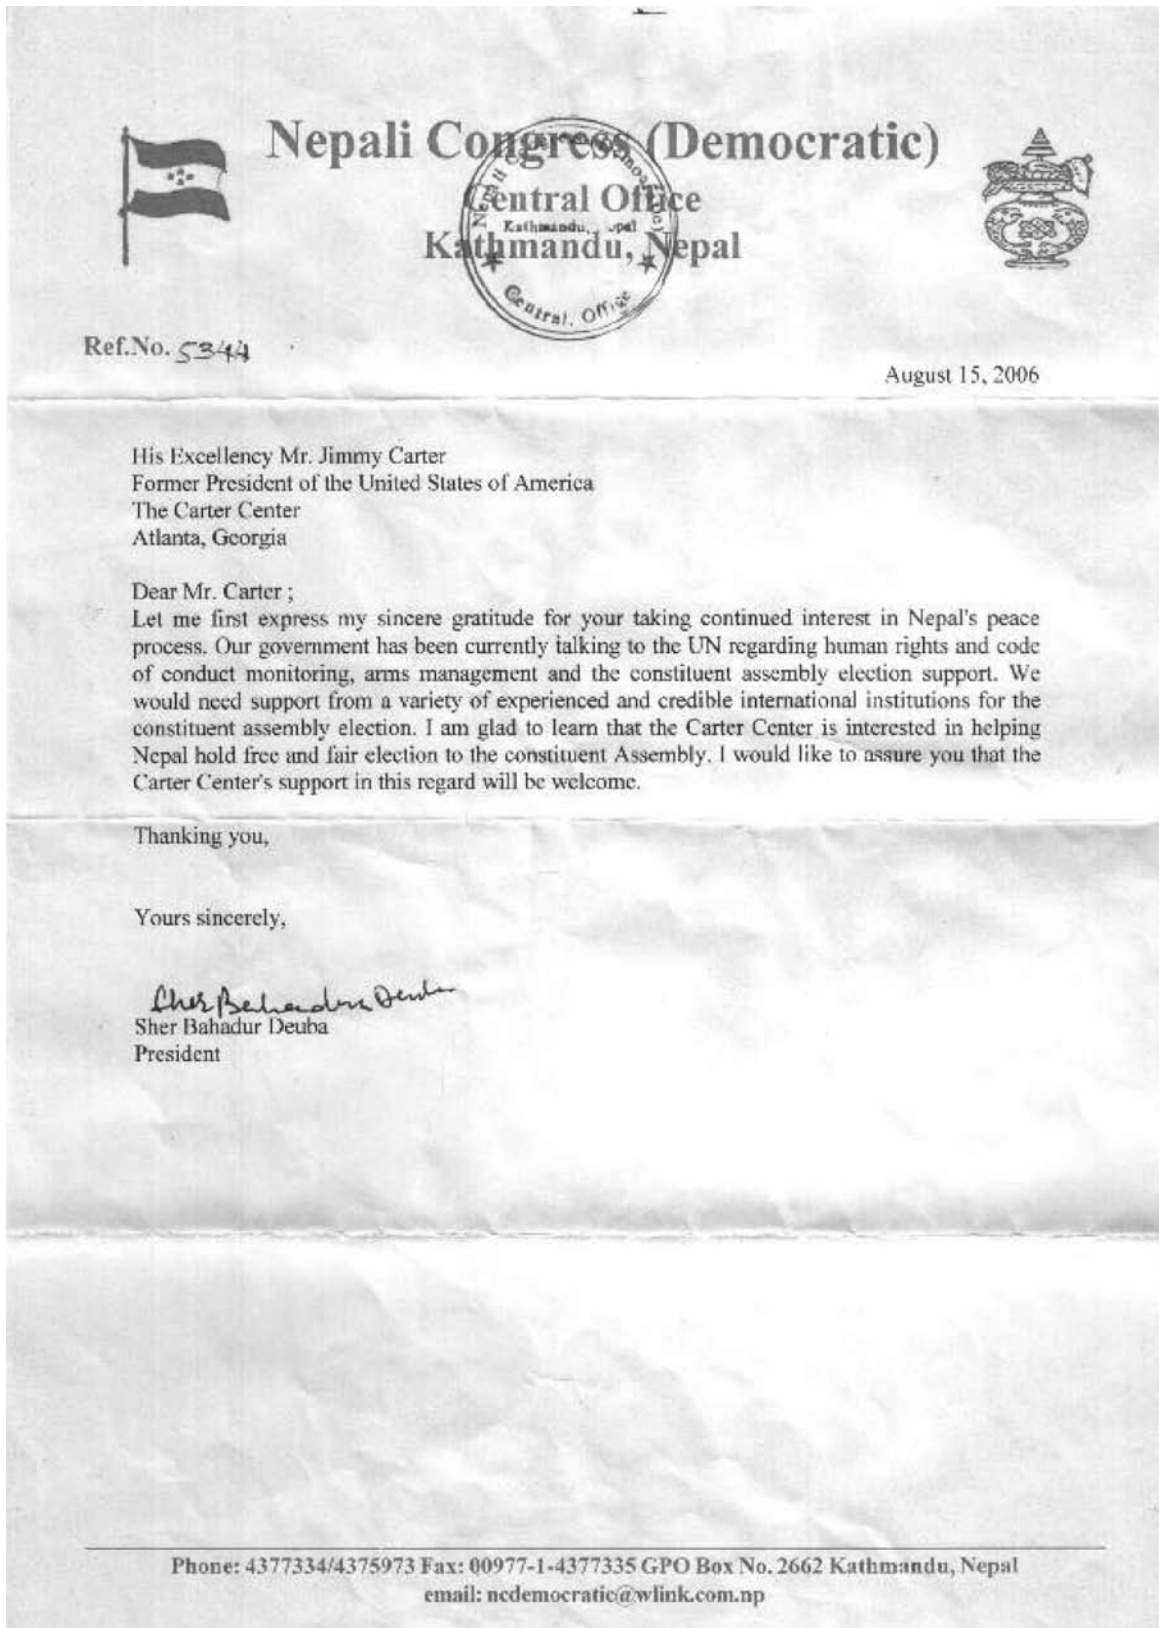 Nepali Congress (Democratic)
Central Office
Kathmandu, Nepal
Nepali Congress (Democratic)
Kathmandu, Nepal
Central, Office
Ref.No. 5344
August 15, 2006
His Excellency Mr. Jimmy Carter
Former President of the United States of America
The Carter Center
Atlanta, Georgia
Dear Mr. Carter ;
Let me first express my sincere gratitude for your taking continued interest in Nepal's peace
process. Our government has been currently talking to the UN regarding human rights and code
of conduct monitoring, arms management and the constituent assembly election support. We
would need support from a variety of experienced and credible international institutions for the
constituent assembly election. I am glad to learn that the Carter Center is interested in helping
Nepal hold free and fair election to the constituent Assembly. I would like to assure you that the
Carter Center's support in this regard will be welcome.
Thanking you,
Yours sincerely,
Sher Bahadur Deuba
Sher Bahadur Deuba
President
Phone: 4377334/4375973 Fax: 00977-1-4377335 GPO Box No. 2662 Kathmandu, Nepal
email: ncdemocratic@wlink.com.np